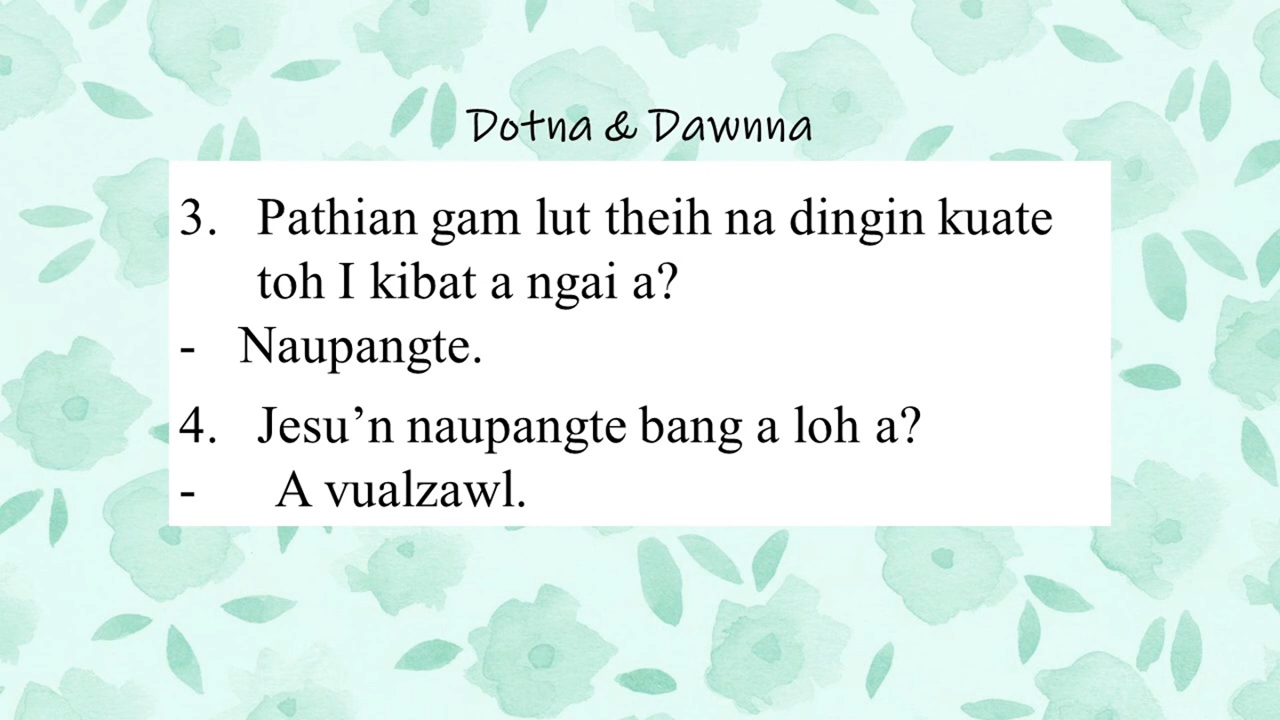 Dotna & Dawnna
3. Pathian gam lut theih na dingin kuate
toh I kibat a ngai a?
- Naupangte.
4. Jesu’n naupangte bang a loh a?
- A vualzawl.